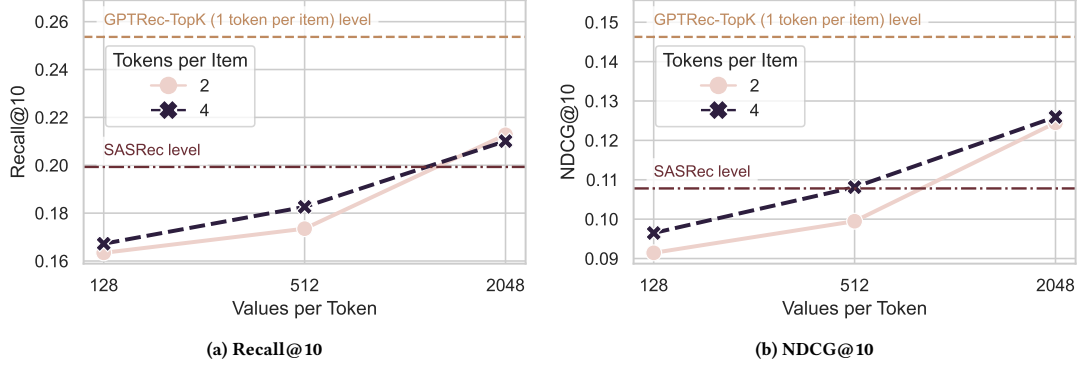 GPTRec-TopK (1 token per item) level
0.26
0.24
0.22
0.20
0.18
0.16
Recall@10
Tokens per Item
2
4
SASRec level
128
512
2048
Values per Token
(a) Recall@10
GPTRec-TopK (1 token per item) level
0.15
0.14
0.13
0.12
0.11
0.10
0.09
NDCG@10
Tokens per Item
2
4
SASRec level
128
512
2048
Values per Token
(b) NDCG@10